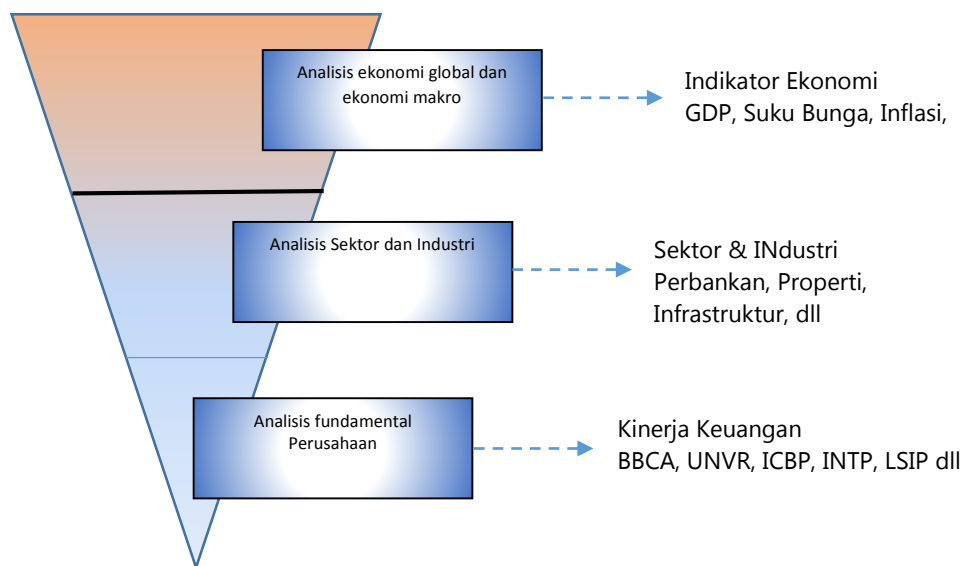 Analisis ekonomi global dan
ekonomi makro
Indikator Ekonomi
GDP, Suku Bunga, Inflasi,
Analisis Sektor dan Industri
Sektor & INdustri
Perbankan, Properti,
Infrastruktur, dll
Analisis fundamental
Perusahaan
Kinerja Keuangan
BBCA, UNVR, ICBP, INTP, LSIP dll